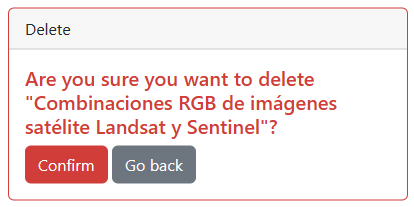 Delete
Are you sure you want to delete
"Combinaciones RGB de imágenes
satélite Landsat y Sentinel"?
Confirm Go back